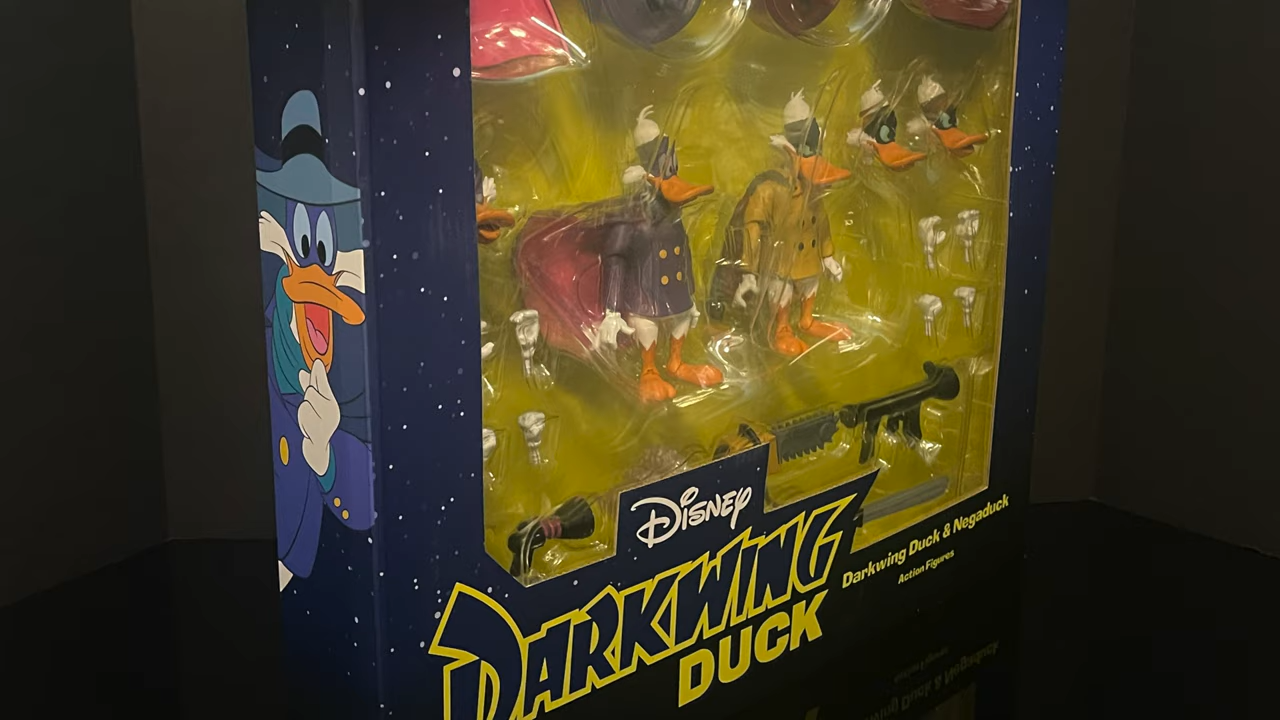 Disney
DARKWING
DUCK
Darkwing Duck & Negaduck
Action Figures